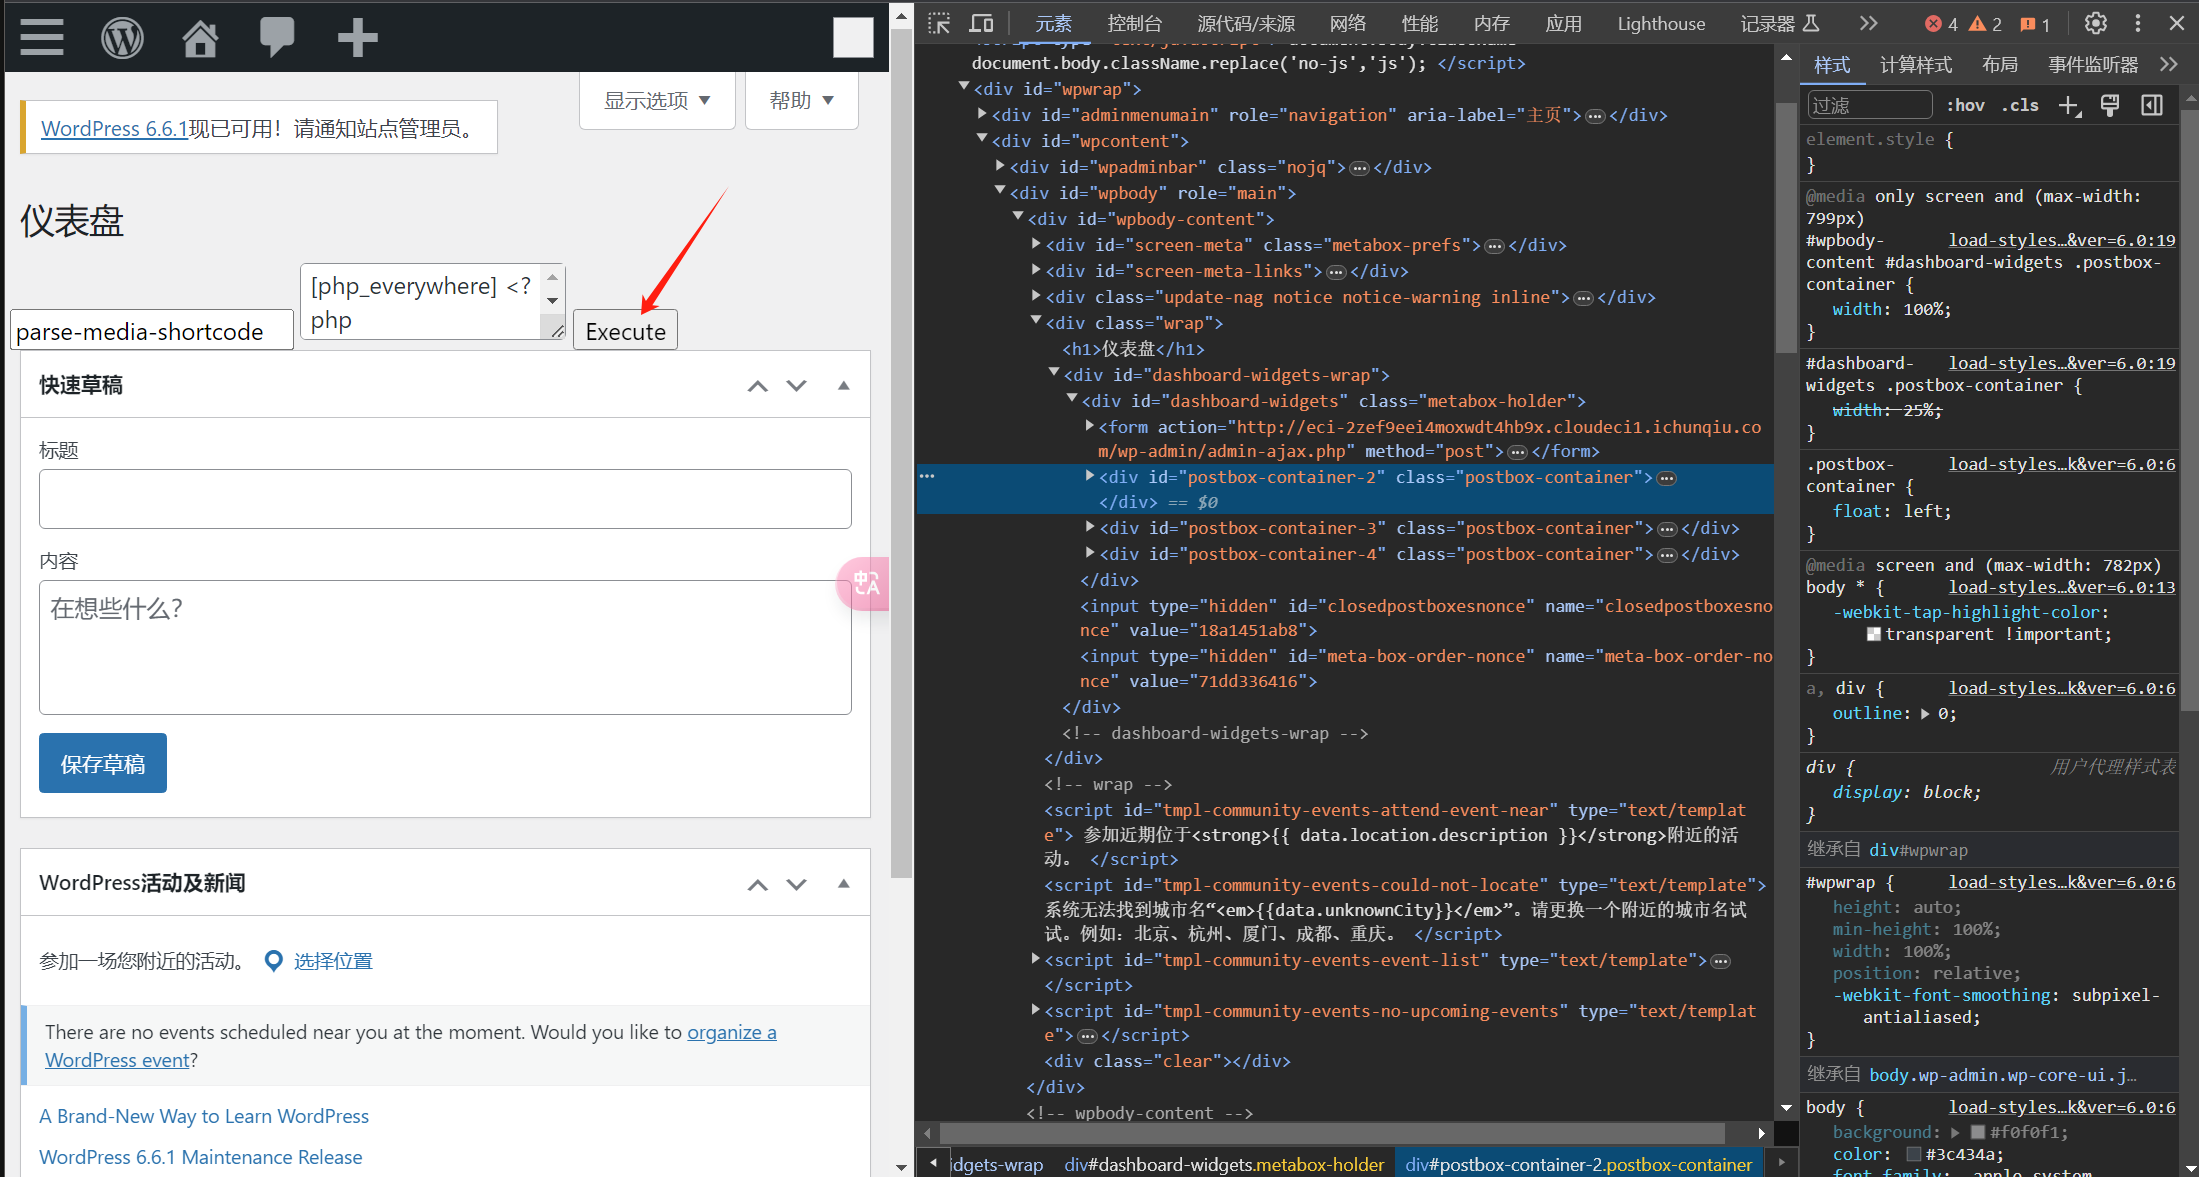 显示选项 ▼
帮助 ▼
WordPress 6.6.1现已可用！请通知站点管理员。
仪表盘
[php_everywhere] <?
php
parse-media-shortcode
Execute
快速草稿
标题
内容
在想些什么？
保存草稿
WordPress活动及新闻
参加一场您附近的活动。 选择位置
There are no events scheduled near you at the moment. Would you like to organize a
WordPress event?
A Brand-New Way to Learn WordPress
WordPress 6.6.1 Maintenance Release
中A
元素 控制台 源代码/来源 网络 性能 内存 应用 Lighthouse 记录器 4 2 1
document.body.className.replace('no-js','js'); </script>
<div id="wpwrap">
<div id="adminmenumain" role="navigation" aria-label="主页">…</div>
<div id="wpcontent">
<div id="wpadminbar" class="nojq">…</div>
<div id="wpbody" role="main">
<div id="wpbody-content">
<div id="screen-meta" class="metabox-prefs">…</div>
<div id="screen-meta-links">…</div>
<div class="update-nag notice notice-warning inline">…</div>
<div class="wrap">
<h1>仪表盘</h1>
<div id="dashboard-widgets-wrap">
<div id="dashboard-widgets" class="metabox-holder">
<form action="http://eci-2zef9eei4moxwdt4hb9x.cloudeci1.ichunqiu.co
m/wp-admin/admin-ajax.php" method="post">…</form>
<div id="postbox-container-2" class="postbox-container">…
</div> == $0
<div id="postbox-container-3" class="postbox-container">…</div>
<div id="postbox-container-4" class="postbox-container">…</div>
</div>
<input type="hidden" id="closedpostboxesnonce" name="closedpostboxesno
nce" value="18a1451ab8">
<input type="hidden" id="meta-box-order-nonce" name="meta-box-order-no
nce" value="71dd336416">
</div>
<!-- dashboard-widgets-wrap -->
</div>
<!-- wrap -->
<script id="tmpl-community-events-attend-event-near" type="text/templat
e"> 参加近期位于<strong>{{ data.location.description }}</strong>附近的活
动。 </script>
<script id="tmpl-community-events-could-not-locate" type="text/template">
系统无法找到城市名“<em>{{data.unknownCity}}</em>”。请更换一个附近的城市名试
试。例如：北京、杭州、厦门、成都、重庆。 </script>
<script id="tmpl-community-events-event-list" type="text/template">…
</script>
<script id="tmpl-community-events-no-upcoming-events" type="text/templat
e">…</script>
<div class="clear"></div>
</div>
<!-- wpbody-content -->
idgets-wrap div#dashboard-widgets.metabox-holder div#postbox-container-2.postbox-container
样式 计算样式 布局 事件监听器
过滤 :hov .cls
element.style {
}
@media only screen and (max-width:
799px)
#wpbody- load-styles…&ver=6.0:19
content #dashboard-widgets .postbox-
container {
width: 100%;
}
#dashboard- load-styles…&ver=6.0:19
widgets .postbox-container {
width: 25%;
}
.postbox- load-styles…k&ver=6.0:6
container {
float: left;
}
@media screen and (max-width: 782px)
body * { load-styles…&ver=6.0:13
-webkit-tap-highlight-color:
transparent !important;
}
a, div { load-styles…k&ver=6.0:6
outline: 0;
}
div { 用户代理样式表
display: block;
}
继承自 div#wpwrap
#wpwrap { load-styles…k&ver=6.0:6
height: auto;
min-height: 100%;
width: 100%;
position: relative;
-webkit-font-smoothing: subpixel-
antialiased;
}
继承自 body.wp-admin.wp-core-ui.j…
body { load-styles…k&ver=6.0:6
background: #f0f0f1;
color: #3c434a;